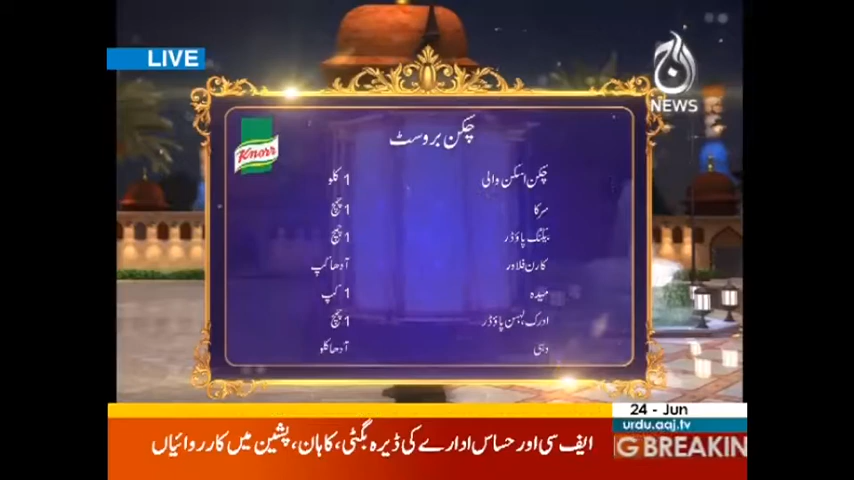 LIVE
آج
NEWS
Knorr
چکن بروسٹ
چکن اسکن والی 1 کلو
سرکا 1 چمچ
بیکنگ پاؤڈر 1 چمچ
کارن فلاور آدھا کپ
میدہ 1 کپ
ادرک لہسن پاؤڈر 1 چمچ
دہی آدھا کلو
24 - Jun
urdu.aaj.tv
G BREAKIN
ایف سی اور حساس ادارے کی ڈیرہ بگٹی، کاہان، پشین میں کارروائیاں